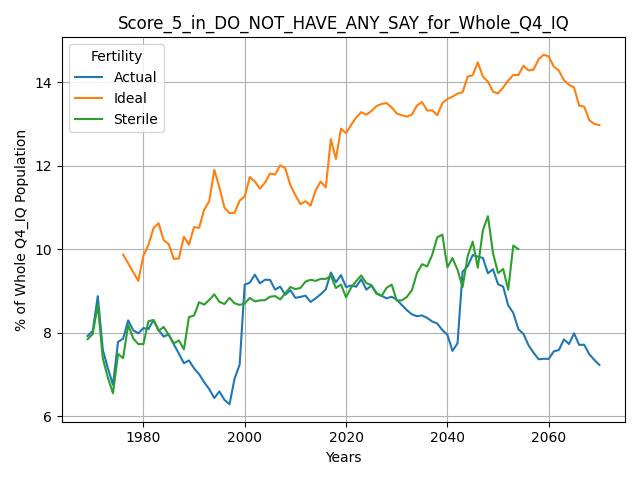 Score_5_in_DO_NOT_HAVE_ANY_SAY_for_Whole_Q4_IQ
Fertility
Actual
Ideal
Sterile
14
12
10
8
6
% of Whole Q4_IQ Population
1980
2000
2020
2040
2060
Years